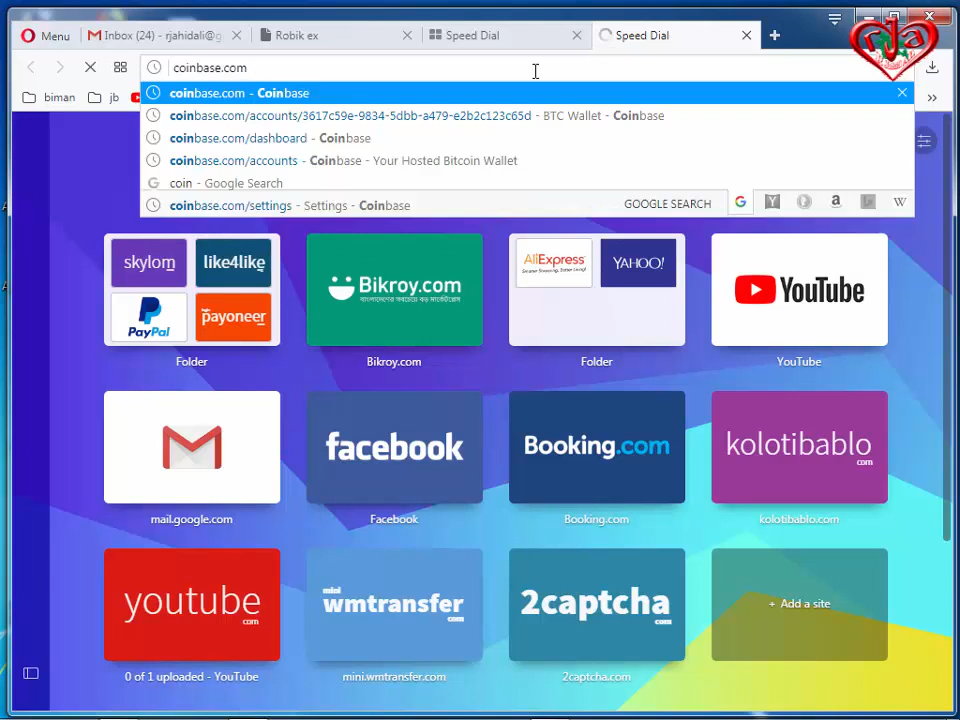 Menu
Inbox (24) - rjahidali@g
Robik ex
Speed Dial
Speed Dial
rja
coinbase.com
biman
jb
coinbase.com - Coinbase
coinbase.com/accounts/3617c59e-9834-5dbb-a479-e2b2c123c65d - BTC Wallet - Coinbase
coinbase.com/dashboard - Coinbase
coinbase.com/accounts - Coinbase - Your Hosted Bitcoin Wallet
coin - Google Search
coinbase.com/settings - Settings - Coinbase
GOOGLE SEARCH
skylom
like4like
PayPal
payoneer
Folder
Bikroy.com
বাংলাদেশের সবচেয়ে বড় মার্কেটপ্লেস
Bikroy.com
AliExpress
YAHOO!
Folder
YouTube
YouTube
mail.google.com
facebook
Facebook
Booking.com
Booking.com
kolotibablo
com
kolotibablo.com
youtube
com
0 of 1 uploaded - YouTube
mini
wmtransfer
com
mini.wmtransfer.com
2captcha
com
2captcha.com
+ Add a site